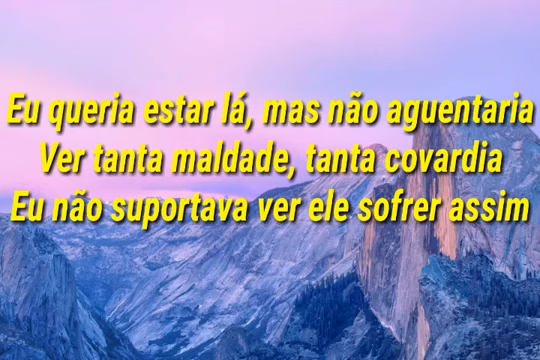 Eu queria estar lá, mas não aguentaria
Ver tanta maldade, tanta covardia
Eu não suportava ver ele sofrer assim